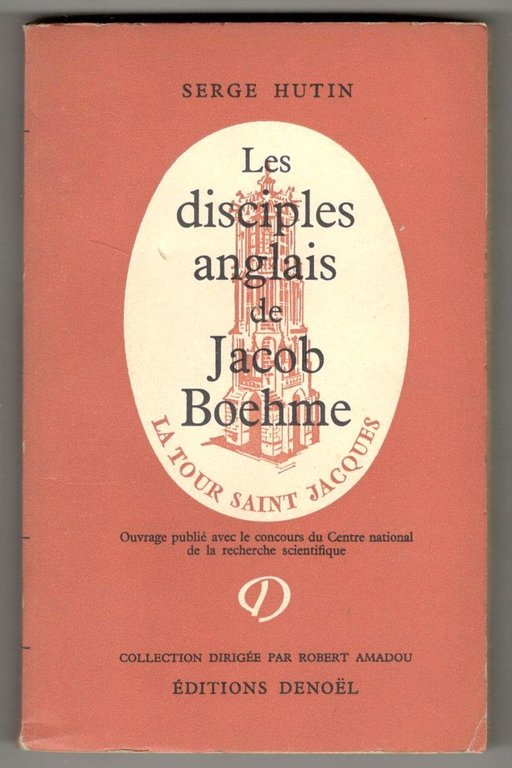 SERGE HUTIN
Les
disciples
anglais
de
Jacob
Boehme
LA TOUR SAINT JACQUES
Ouvrage publié avec le concours du Centre national
de la recherche scientifique
D
COLLECTION DIRIGÉE PAR ROBERT AMADOU
ÉDITIONS DENOËL